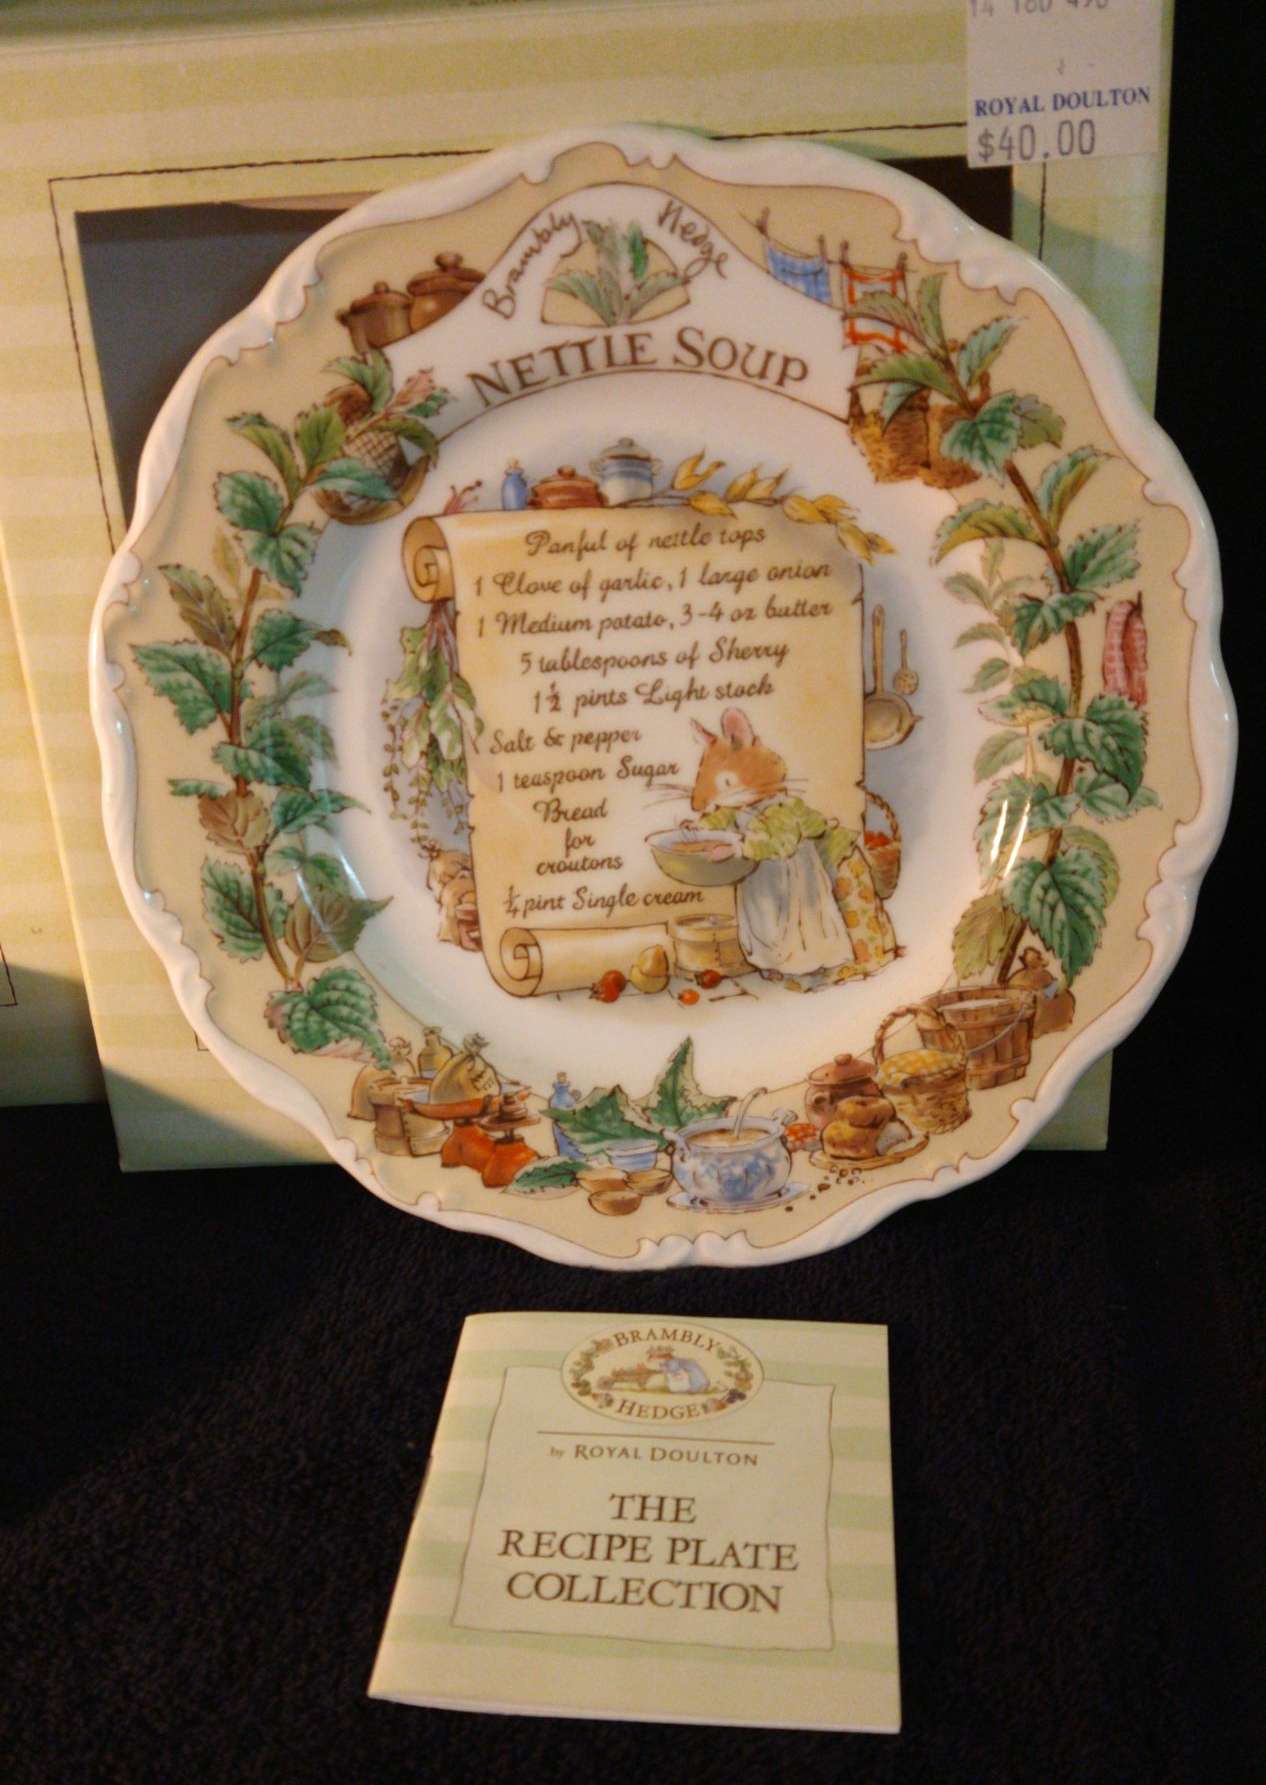 ROYAL DOULTON
$40.00
Brambly Hedge
NETTLE SOUP
Panful of nettle tops
1 Clove of garlic, 1 large onion
1 Medium potato, 3-4 oz butter
5 tablespoons of Sherry
1 1/2 pints Light stock
Salt & pepper
1 teaspoon Sugar
Bread
for
croutons
1/4 pint Single cream
BRAMBLY
HEDGE
by ROYAL DOULTON
THE
RECIPE PLATE
COLLECTION